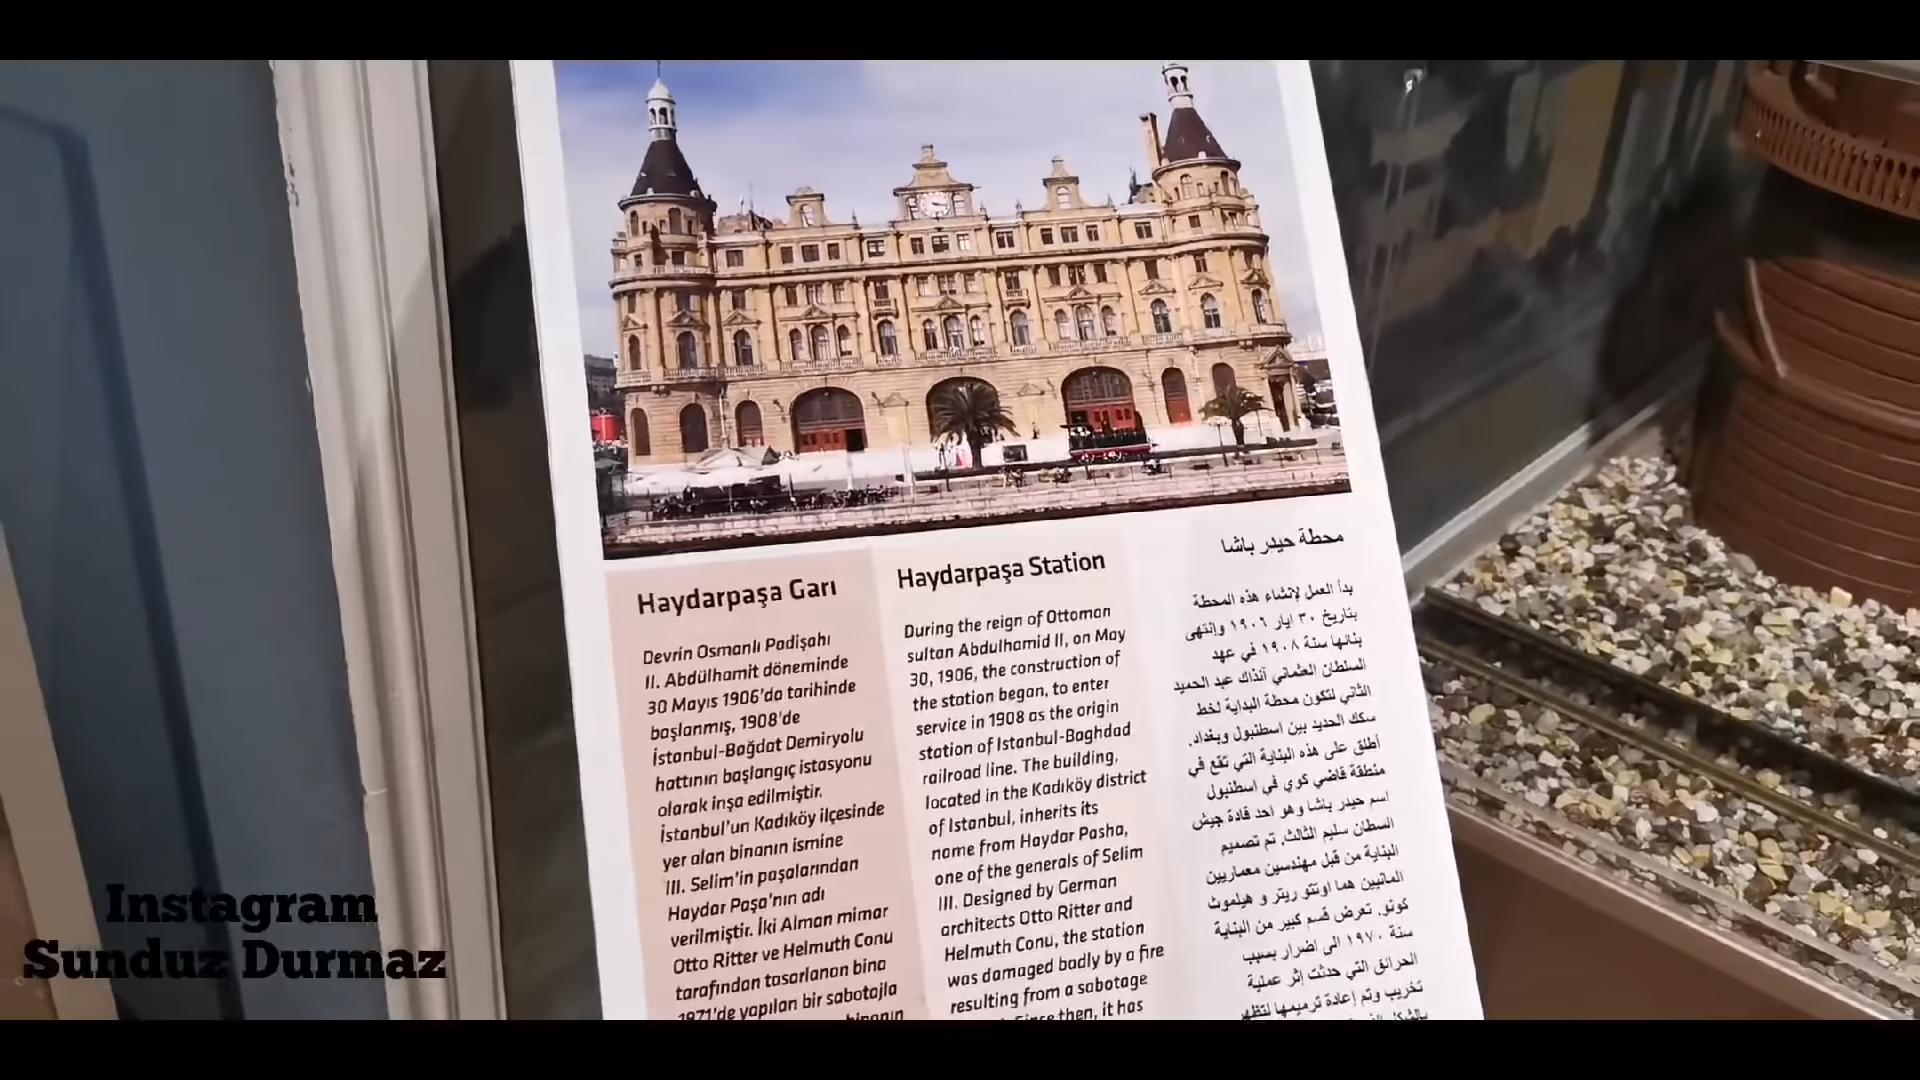 Haydarpaşa Garı
Devrin Osmanlı Padişahı
II. Abdülhamit döneminde
30 Mayıs 1906'da tarihinde
başlanmış, 1908'de
İstanbul-Bağdat Demiryolu
hattının başlangıç istasyonu
olarak inşa edilmiştir.
İstanbul'un Kadıköy ilçesinde
yer alan binanın ismine
III. Selim'in paşalarından
Haydar Paşa'nın adı
verilmiştir. İki Alman mimar
Otto Ritter ve Helmuth Conu
tarafından tasarlanan bina
1971'de yapılan bir sabotajla
binanın
Haydarpaşa Station
During the reign of Ottoman
sultan Abdulhamid II, on May
30, 1906, the construction of
the station began, to enter
service in 1908 as the origin
station of Istanbul-Baghdad
railroad line. The building,
located in the Kadıköy district
of Istanbul, inherits its
name from Haydar Pasha,
one of the generals of Selim
III. Designed by German
architects Otto Ritter and
Helmuth Conu, the station
was damaged badly by a fire
resulting from a sabotage
Since then, it has
محطة حيدر باشا
بدأ العمل لإنشاء هذه المحطة
بتاريخ ٣٠ ايار ١٩٠٦ وإنتهى
بنائها سنة ١٩٠٨ في عهد
السلطان العثماني آنذاك عبد الحميد
الثاني لتكون محطة البداية لخط
سكك الحديد بين اسطنبول وبغداد.
أطلق على هذه البناية التي تقع في
منطقة قاضي كوي في اسطنبول
اسم حيدر باشا وهو احد قادة جيش
السطان سليم الثالث. تم تصميم
البناية من قبل مهندسين معماريين
المانيين هما اوتتو ريتر و هيلموث
كونو. تعرض قسم كبير من البناية
سنة ١٩٧٠ الى اضرار بسبب
الحرائق التي حدثت إثر عملية
تخريب وتم إعادة ترميمها لتظهر
Instagram
Sunduz Durmaz